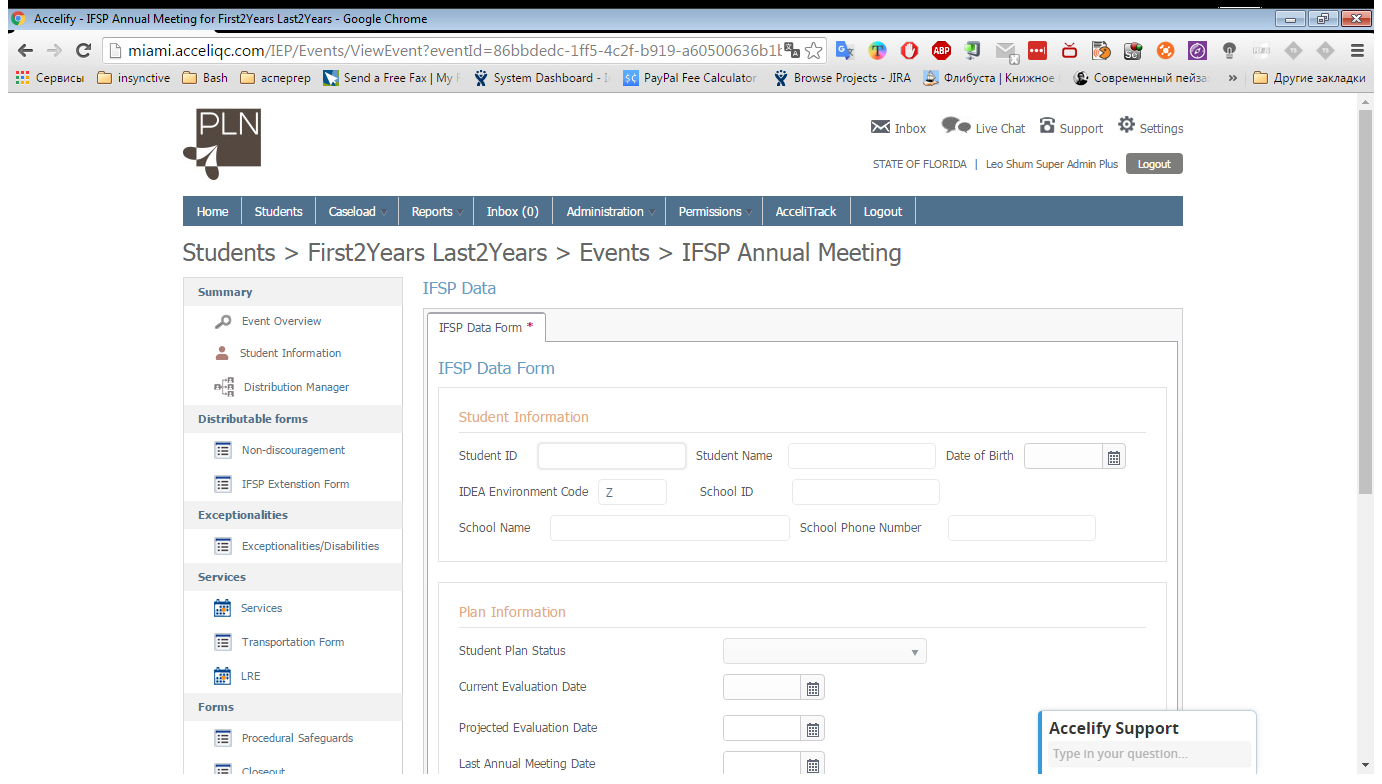 Accelify - IFSP Annual Meeting for First2Years Last2Years - Google Chrome
miami.acceliqc.com/IEP/Events/ViewEvent?eventId=86bbdedc-1ff5-4c2f-b919-a60500636b1b
Сервисы insynctive Bash аспергер Send a Free Fax | My F System Dashboard - I PayPal Fee Calculator Browse Projects - JIRA Флибуста | Книжное Современный пейза » Другие закладки
PLN
Inbox Live Chat Support Settings
STATE OF FLORIDA | Leo Shum Super Admin Plus Logout
Home Students Caseload Reports Inbox (0) Administration Permissions AcceliTrack Logout
Students > First2Years Last2Years > Events > IFSP Annual Meeting
Summary
Event Overview
Student Information
Distribution Manager
Distributable forms
Non-discouragement
IFSP Extenstion Form
Exceptionalities
Exceptionalities/Disabilities
Services
Services
Transportation Form
LRE
Forms
Procedural Safeguards
Closeout
IFSP Data
IFSP Data Form *
IFSP Data Form
Student Information
Student ID Student Name Date of Birth
IDEA Environment Code Z School ID
School Name School Phone Number
Plan Information
Student Plan Status
Current Evaluation Date
Projected Evaluation Date
Last Annual Meeting Date
Accelify Support
Type in your question...